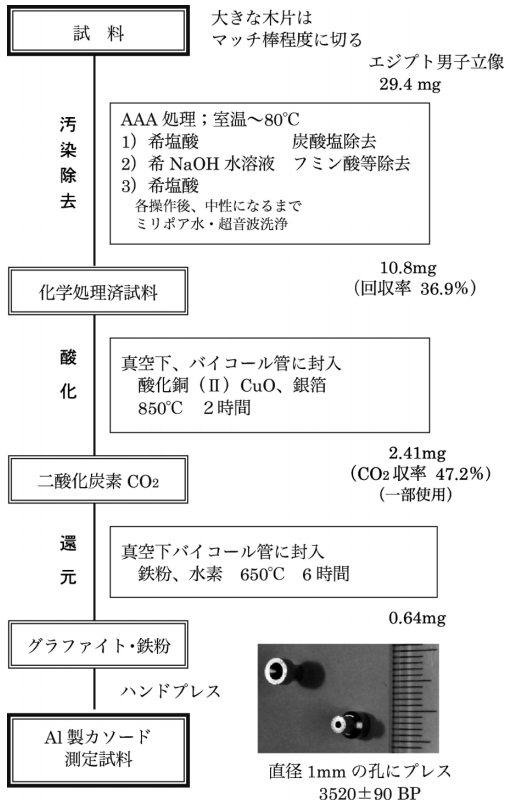 試　料
大きな木片は
マッチ棒程度に切る
エジプト男子立像
29.4 mg
汚染除去
AAA 処理；室温～80℃
1）希塩酸　炭酸塩除去
2）希 NaOH 水溶液　フミン酸等除去
3）希塩酸
各操作後、中性になるまで
ミリポア水・超音波洗浄
化学処理済試料
10.8mg
（回収率 36.9%）
酸化
真空下、バイコール管に封入
酸化銅（Ⅱ）CuO、銀箔
850℃　2時間
二酸化炭素 CO₂
2.41mg
（CO₂ 収率 47.2%）
（一部使用）
還元
真空下バイコール管に封入
鉄粉、水素　650℃　6時間
0.64mg
グラファイト・鉄粉
ハンドプレス
Al 製カソード
測定試料
直径 1mm の孔にプレス
3520±90 BP